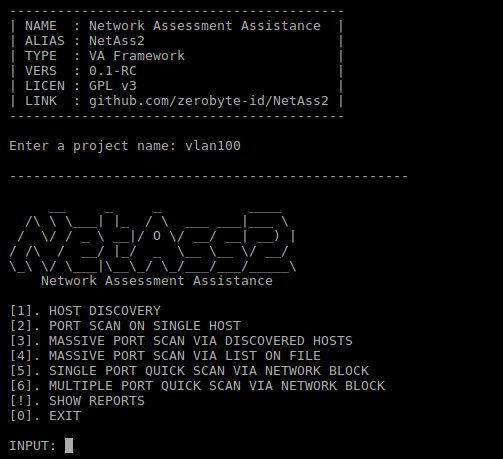 -----------------------------------------
| NAME  : Network Assessment Assistance  |
| ALIAS : NetAss2                        |
| TYPE  : VA Framework                   |
| VERS  : 0.1-RC                         |
| LICEN : GPL v3                         |
| LINK  : github.com/zerobyte-id/NetAss2 |
-----------------------------------------
Enter a project name: vlan100
--------------------------------------------------
Network Assessment Assistance
[1]. HOST DISCOVERY
[2]. PORT SCAN ON SINGLE HOST
[3]. MASSIVE PORT SCAN VIA DISCOVERED HOSTS
[4]. MASSIVE PORT SCAN VIA LIST ON FILE
[5]. SINGLE PORT QUICK SCAN VIA NETWORK BLOCK
[6]. MULTIPLE PORT QUICK SCAN VIA NETWORK BLOCK
[!]. SHOW REPORTS
[0]. EXIT
INPUT: